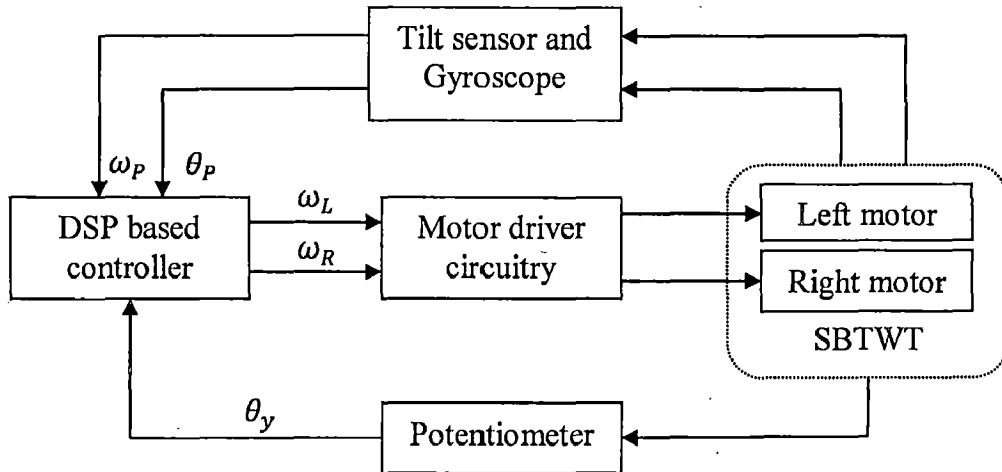 Tilt sensor and
Gyroscope
ω_P
θ_P
DSP based
controller
ω_L
ω_R
Motor driver
circuitry
Left motor
Right motor
SBTWT
θ_y
Potentiometer